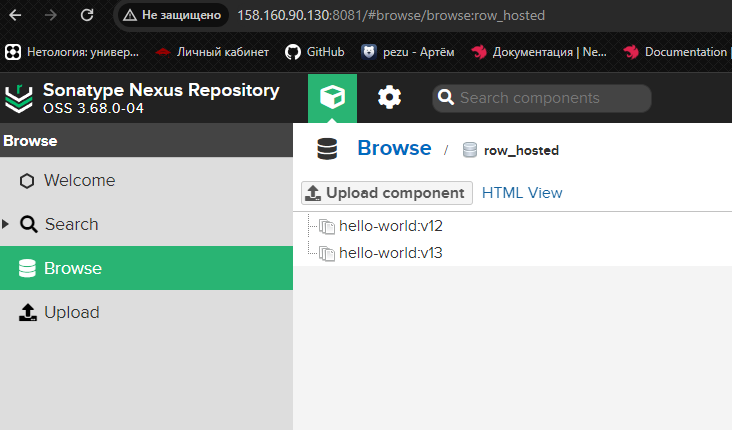 Не защищено 158.160.90.130:8081/#browse/browse:row_hosted
Нетология: универ... Личный кабинет GitHub pezu - Артём Документация | Ne... Documentation |
Sonatype Nexus Repository
OSS 3.68.0-04
Search components
Browse
Browse / row_hosted
Welcome
Upload component HTML View
Search
hello-world:v12
hello-world:v13
Browse
Upload